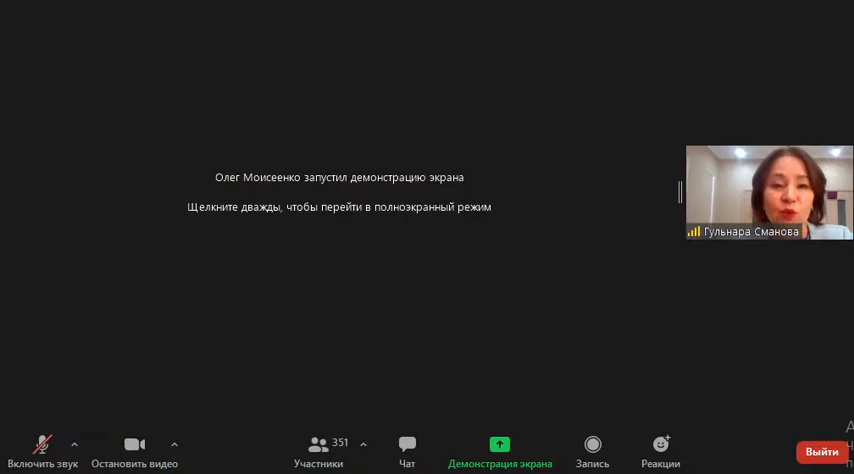 Олег Моисеенко запустил демонстрацию экрана
Щелкните дважды, чтобы перейти в полноэкранный режим
Гульнара Сманова
351
Включить звук
Остановить видео
Участники
Чат
Демонстрация экрана
Запись
Реакции
Выйти